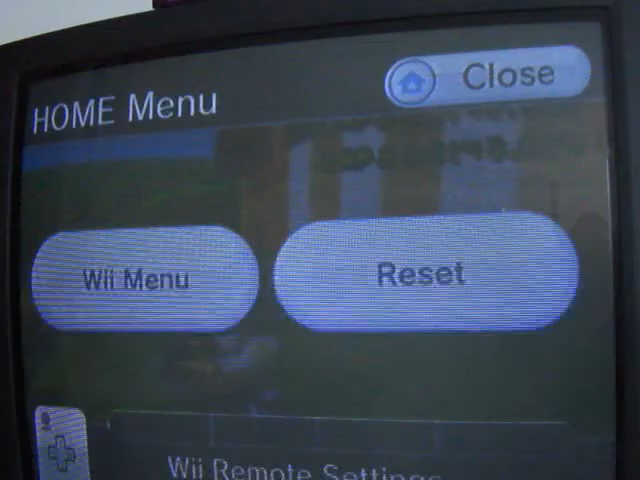 HOME Menu
Close
Wii Menu
Reset
Wii Remote Settings